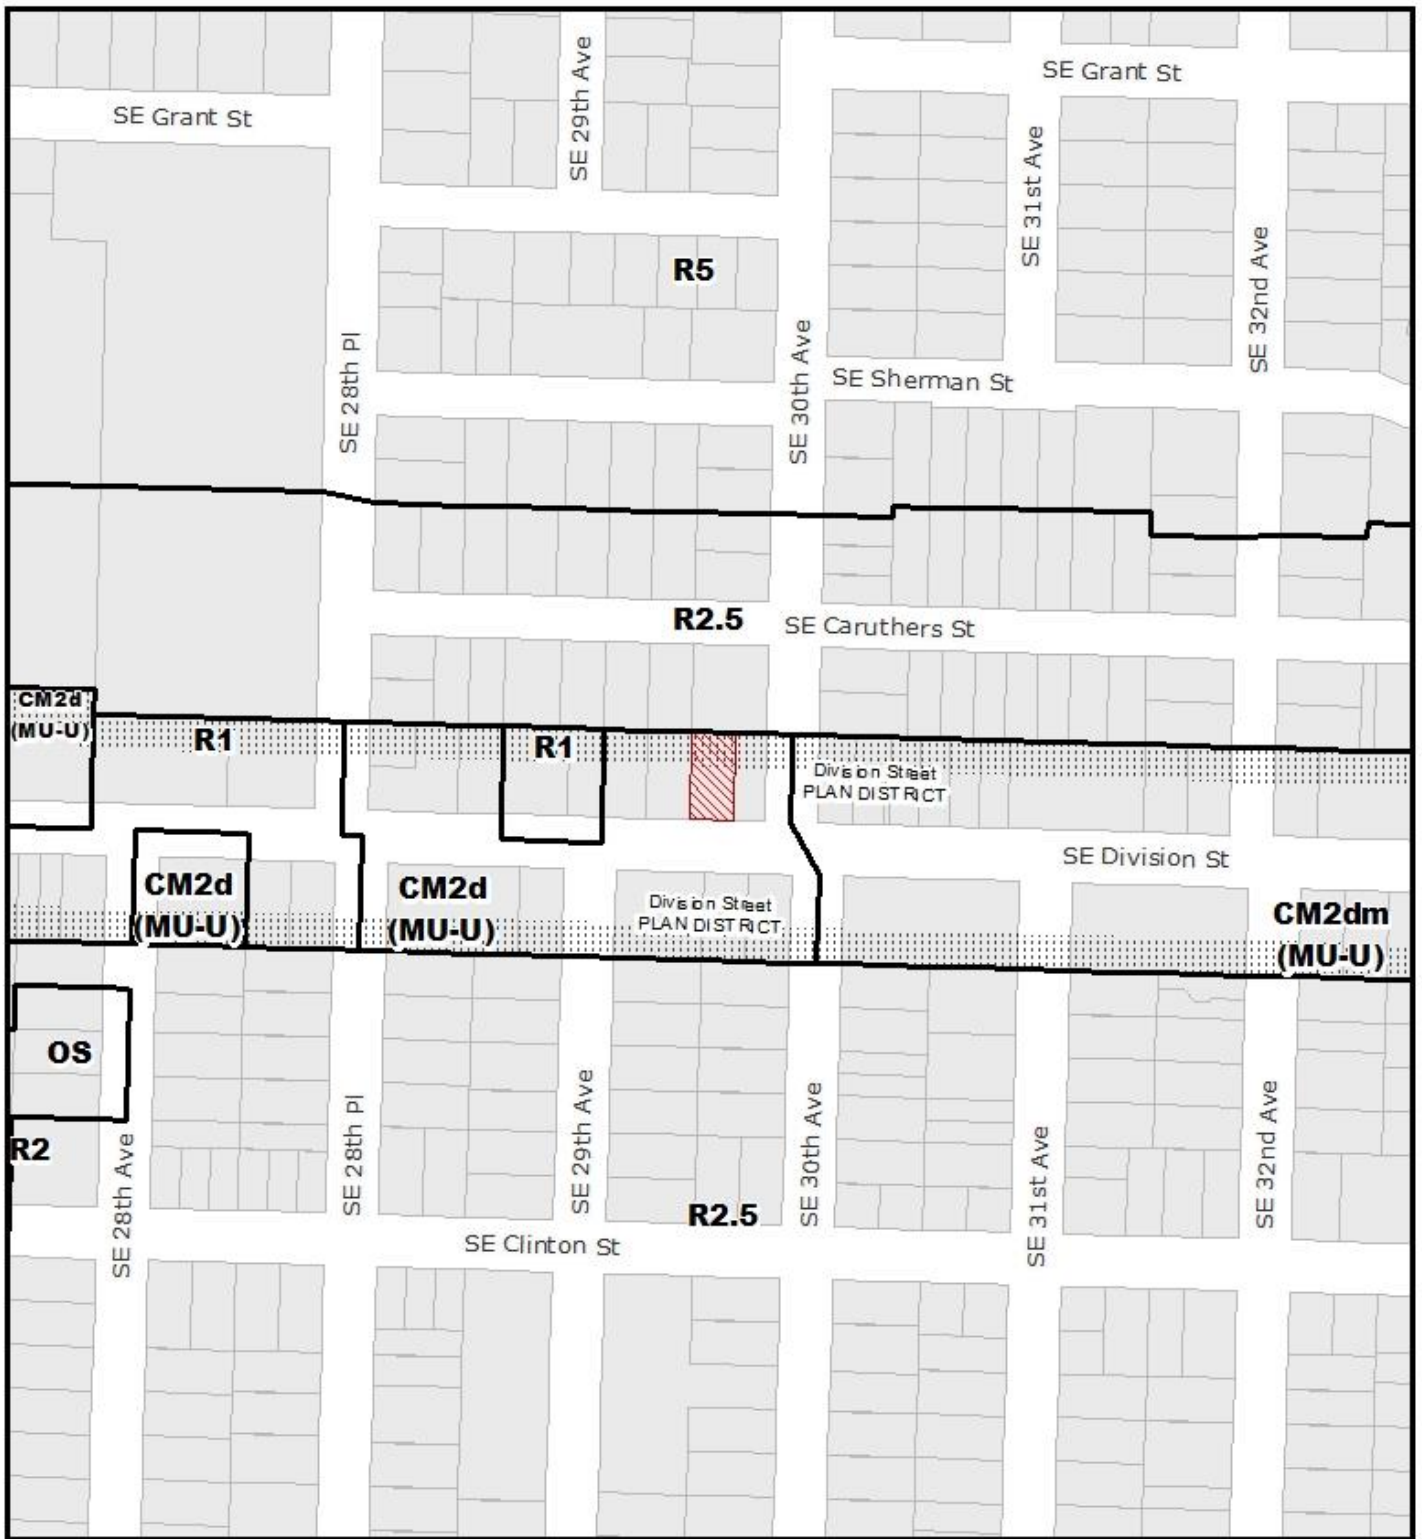 SE Grant St
SE Grant St
SE 29th Ave
SE 31st Ave
R5
SE 32nd Ave
SE 28th Pl
SE 30th Ave
SE Sherman St
R2.5
SE Caruthers St
CM2d
(MU-U)
R1
R1
Division Street
PLAN DISTRICT
SE Division St
CM2d
(MU-U)
CM2d
(MU-U)
Division Street
PLAN DISTRICT
CM2dm
(MU-U)
OS
R2
SE 28th Ave
SE 28th Pl
SE 29th Ave
SE 30th Ave
SE 31st Ave
SE 32nd Ave
R2.5
SE Clinton St